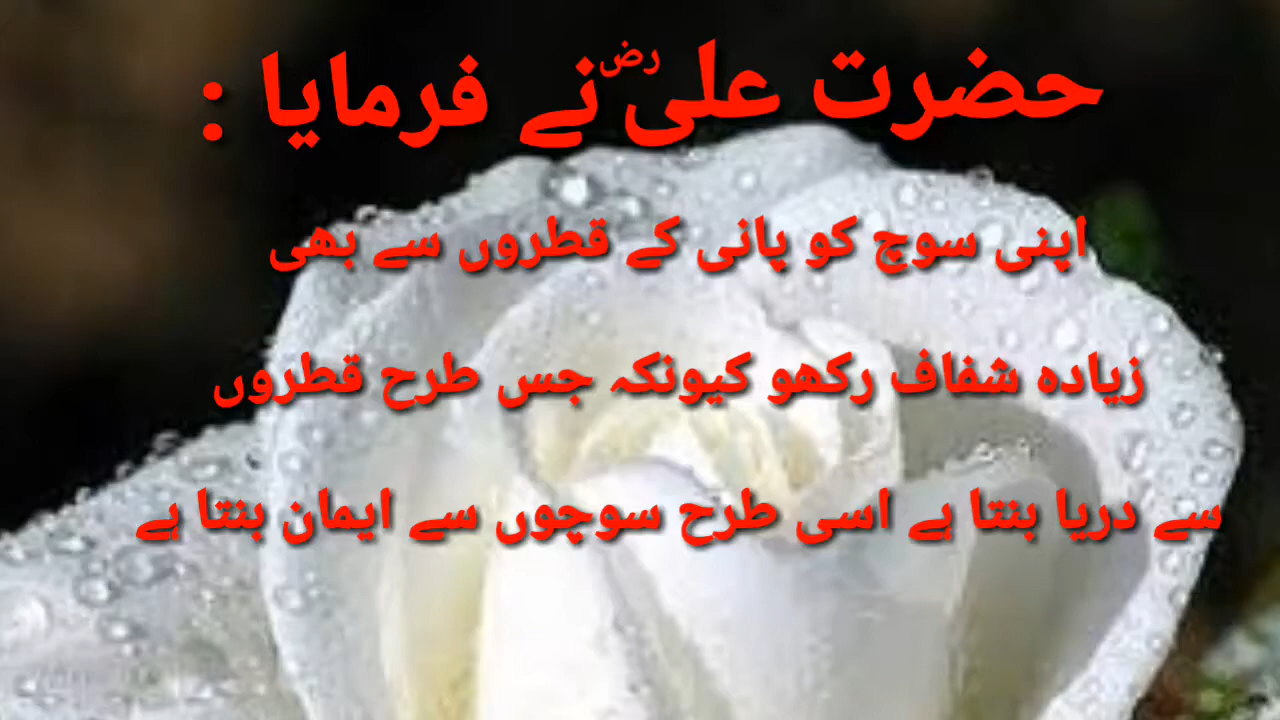 حضرت علیؓ نے فرمایا :
اپنی سوچ کو پانی کے قطروں سے بھی
زیادہ شفاف رکھو کیونکہ جس طرح قطروں
سے دریا بنتا ہے اسی طرح سوچوں سے ایمان بنتا ہے